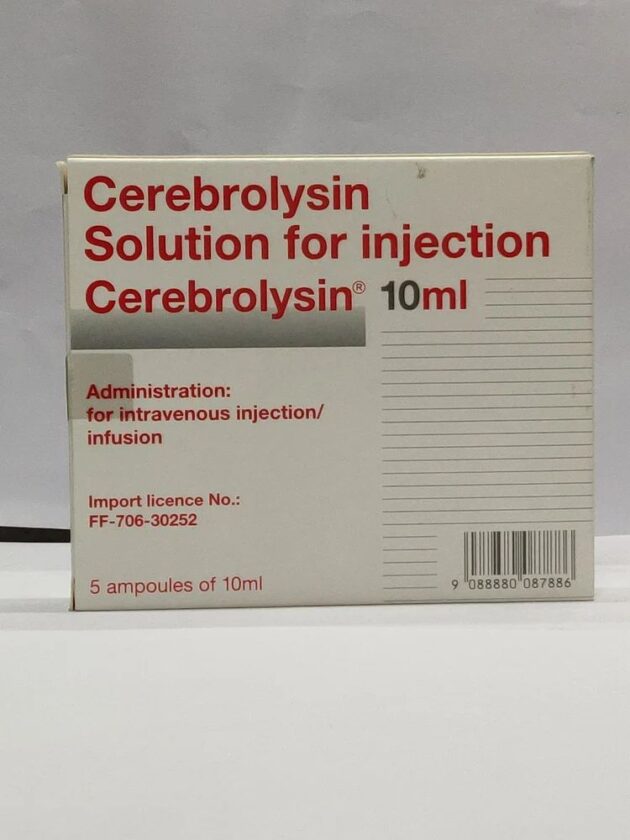 Cerebrolysin
Solution for injection
Cerebrolysin® 10ml
Administration:
for intravenous injection/
infusion
Import licence No.:
FF-706-30252
5 ampoules of 10ml
9 088880 087886